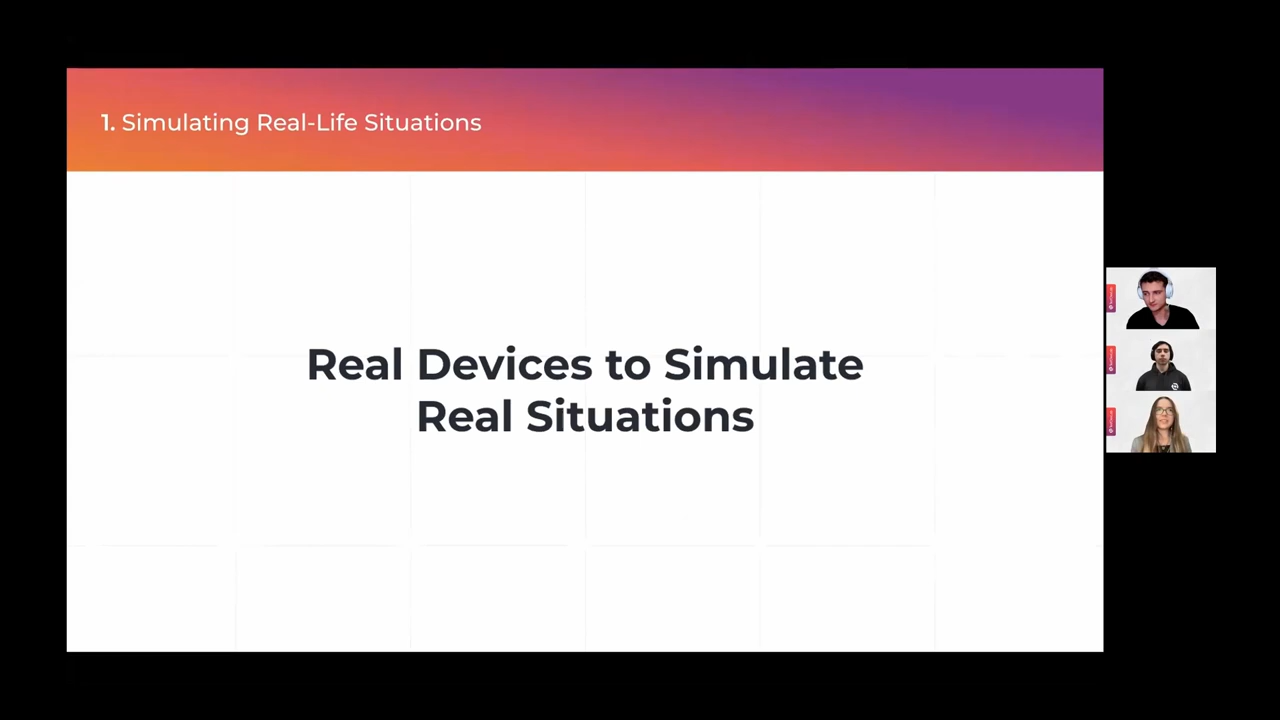 1. Simulating Real-Life Situations
Real Devices to Simulate
Real Situations